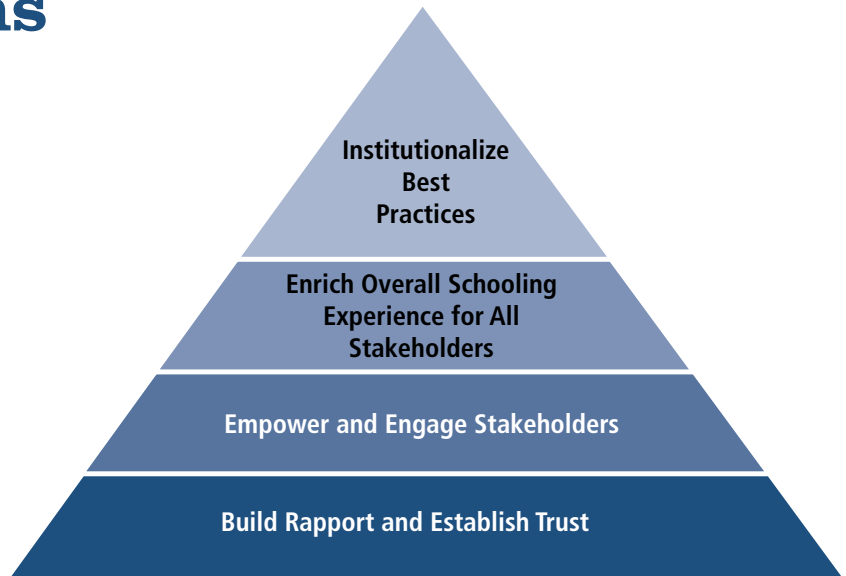 Institutionalize
Best
Practices
Enrich Overall Schooling
Experience for All
Stakeholders
Empower and Engage Stakeholders
Build Rapport and Establish Trust